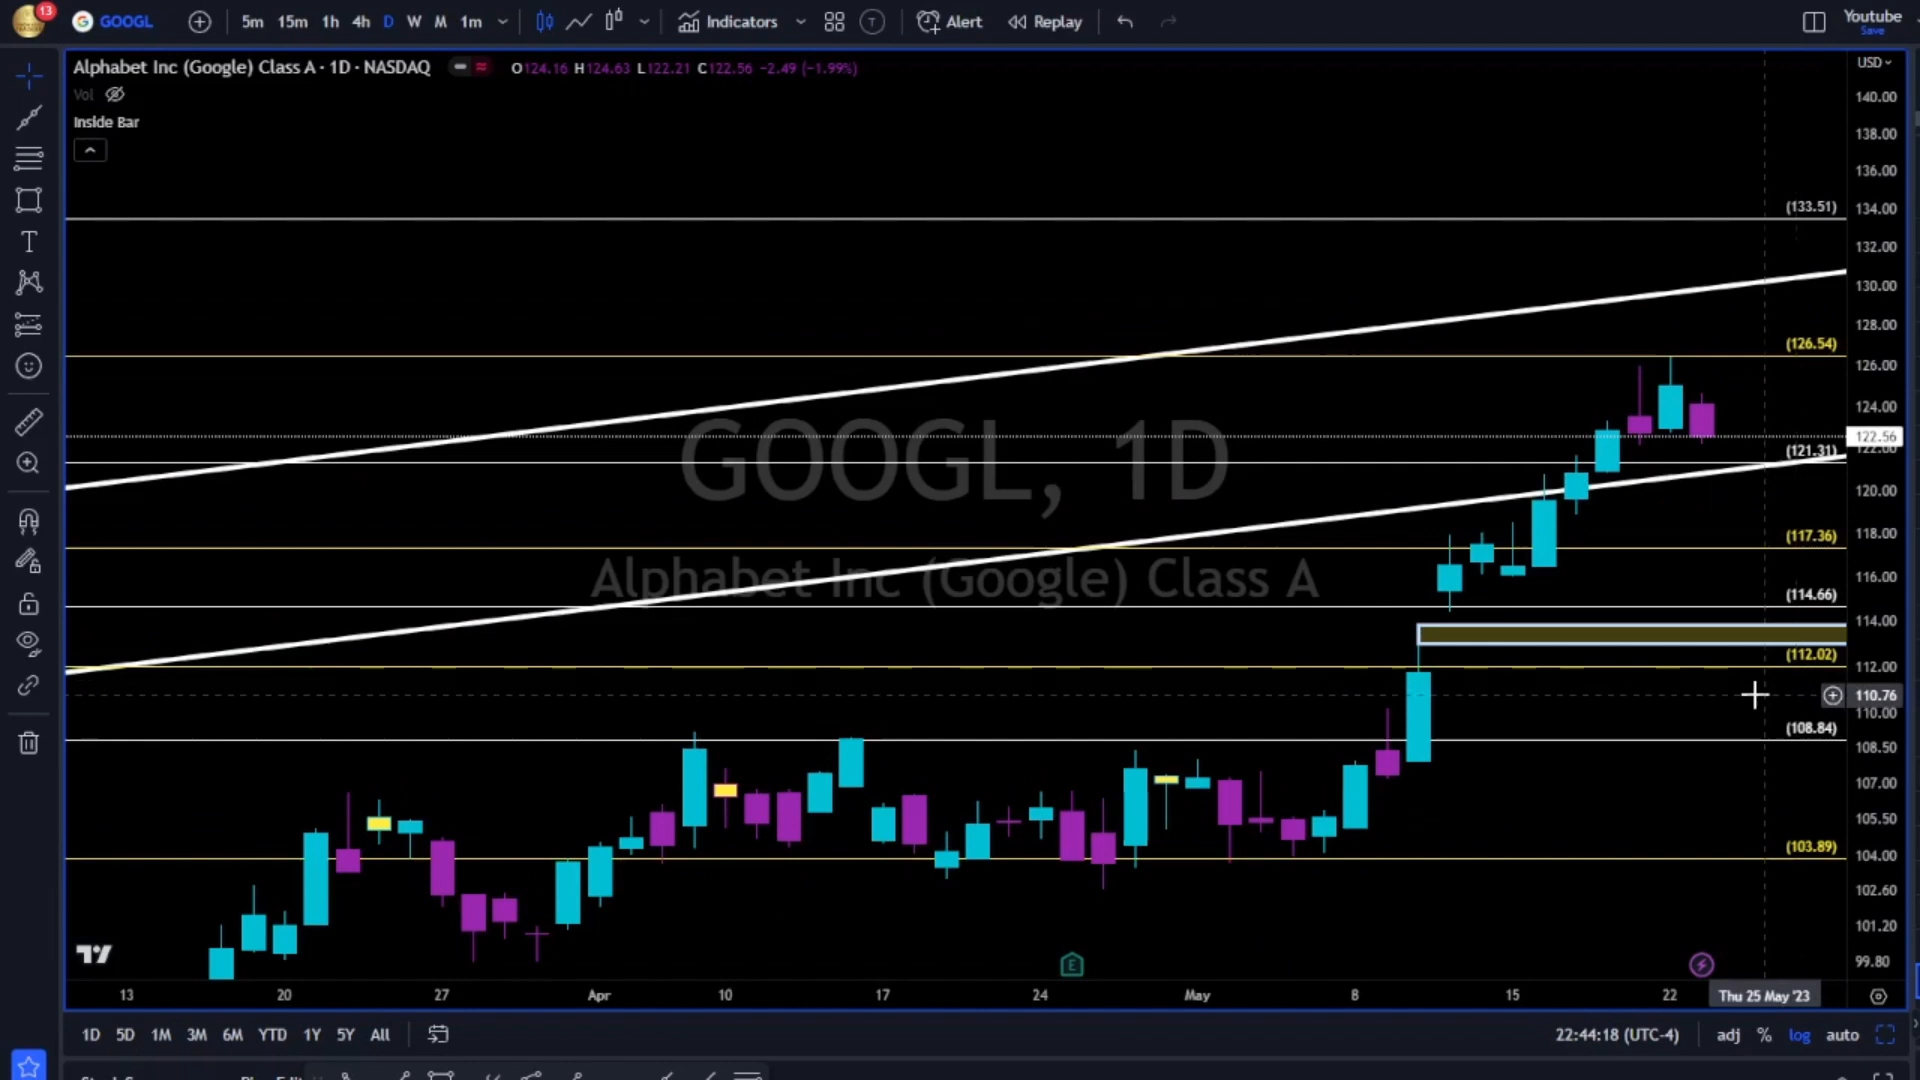 13
GOOGL 5m 15m 1h 4h D W M 1m Indicators T Alert Replay Youtube
Save
Alphabet Inc (Google) Class A · 1D · NASDAQ O124.16 H124.63 L122.21 C122.56 −2.49 (−1.99%) USD
Vol
Inside Bar
140.00
138.00
136.00
(133.51) 134.00
132.00
130.00
128.00
(126.54)
126.00
124.00
122.56
(121.31) 122.00
GOOGL, 1D
120.00
(117.36) 118.00
Alphabet Inc (Google) Class A 116.00
(114.66)
114.00
(112.02) 112.00
110.76
110.00
(108.84)
108.50
107.00
105.50
(103.89) 104.00
102.60
101.20
E
99.80
13 20 27 Apr 10 17 24 May 8 15 22 Thu 25 May '23
1D 5D 1M 3M 6M YTD 1Y 5Y All 22:44:18 (UTC-4) adj % log auto